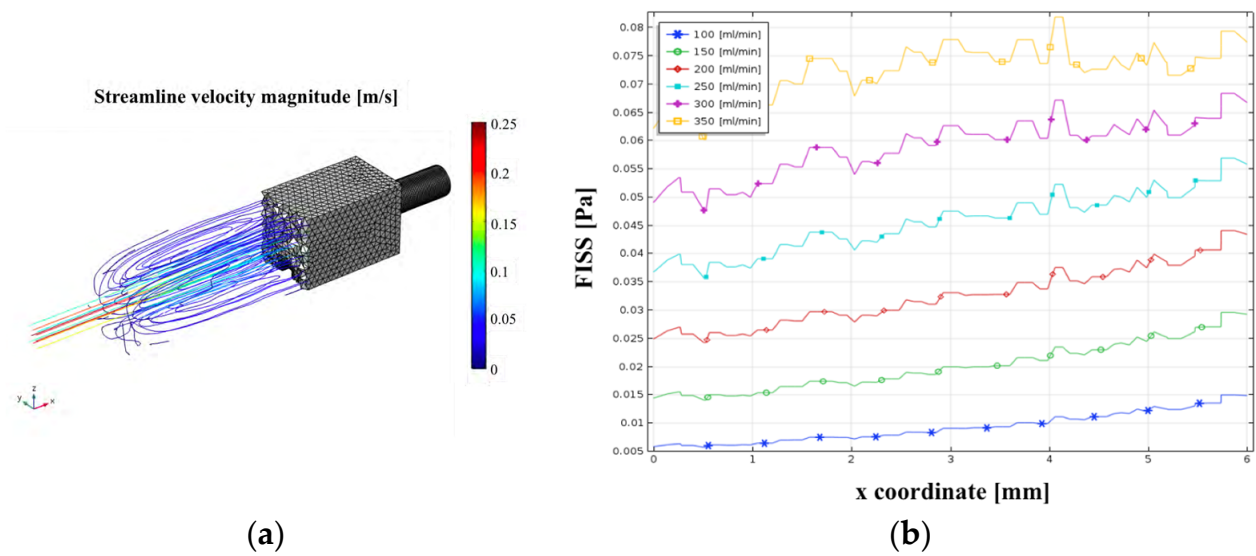 Streamline velocity magnitude [m/s]
0.25
0.2
0.15
0.1
0.05
0
z
y
x
(a)
FISS [Pa]
0.08
0.075
0.07
0.065
0.06
0.055
0.05
0.045
0.04
0.035
0.03
0.025
0.02
0.015
0.01
0.005
100 [ml/min]
150 [ml/min]
200 [ml/min]
250 [ml/min]
300 [ml/min]
350 [ml/min]
0 1 2 3 4 5 6
x coordinate [mm]
(b)